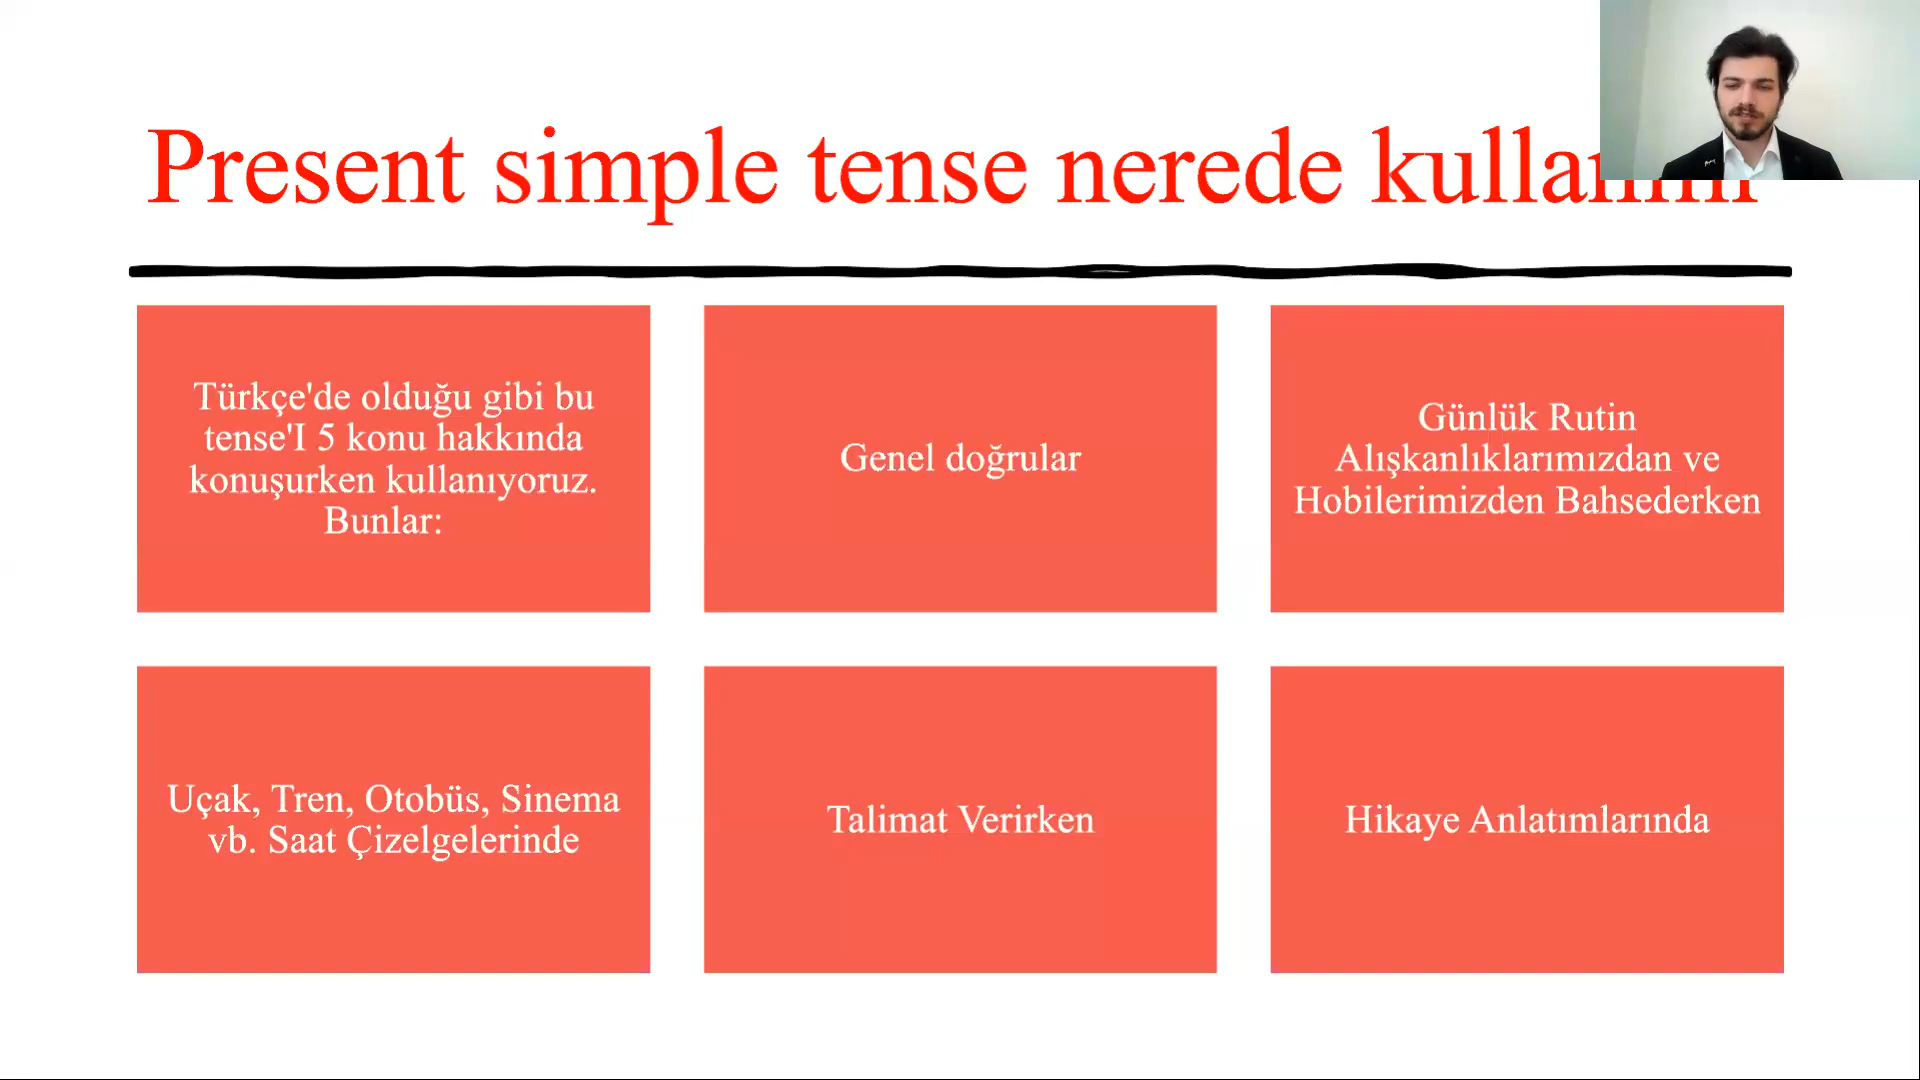 Present simple tense nerede
Türkçe'de olduğu gibi bu
tense'I 5 konu hakkında
konuşurken kullanıyoruz.
Bunlar:
Genel doğrular
Günlük Rutin
Alışkanlıklarımızdan ve
Hobilerimizden Bahsederken
Uçak, Tren, Otobüs, Sinema
vb. Saat Çizelgelerinde
Talimat Verirken
Hikaye Anlatımlarında